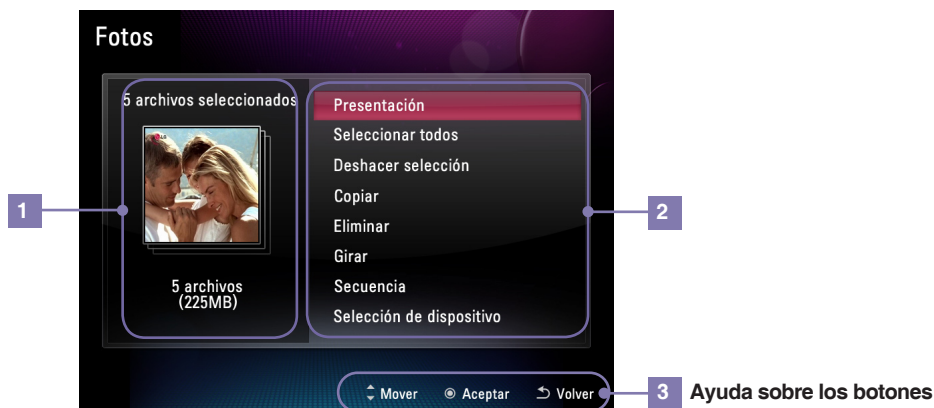 Fotos
5 archivos seleccionados
5 archivos
(225MB)
Presentación
Seleccionar todos
Deshacer selección
Copiar
Eliminar
Girar
Secuencia
Selección de dispositivo
Mover Aceptar Volver
1
2
3 Ayuda sobre los botones